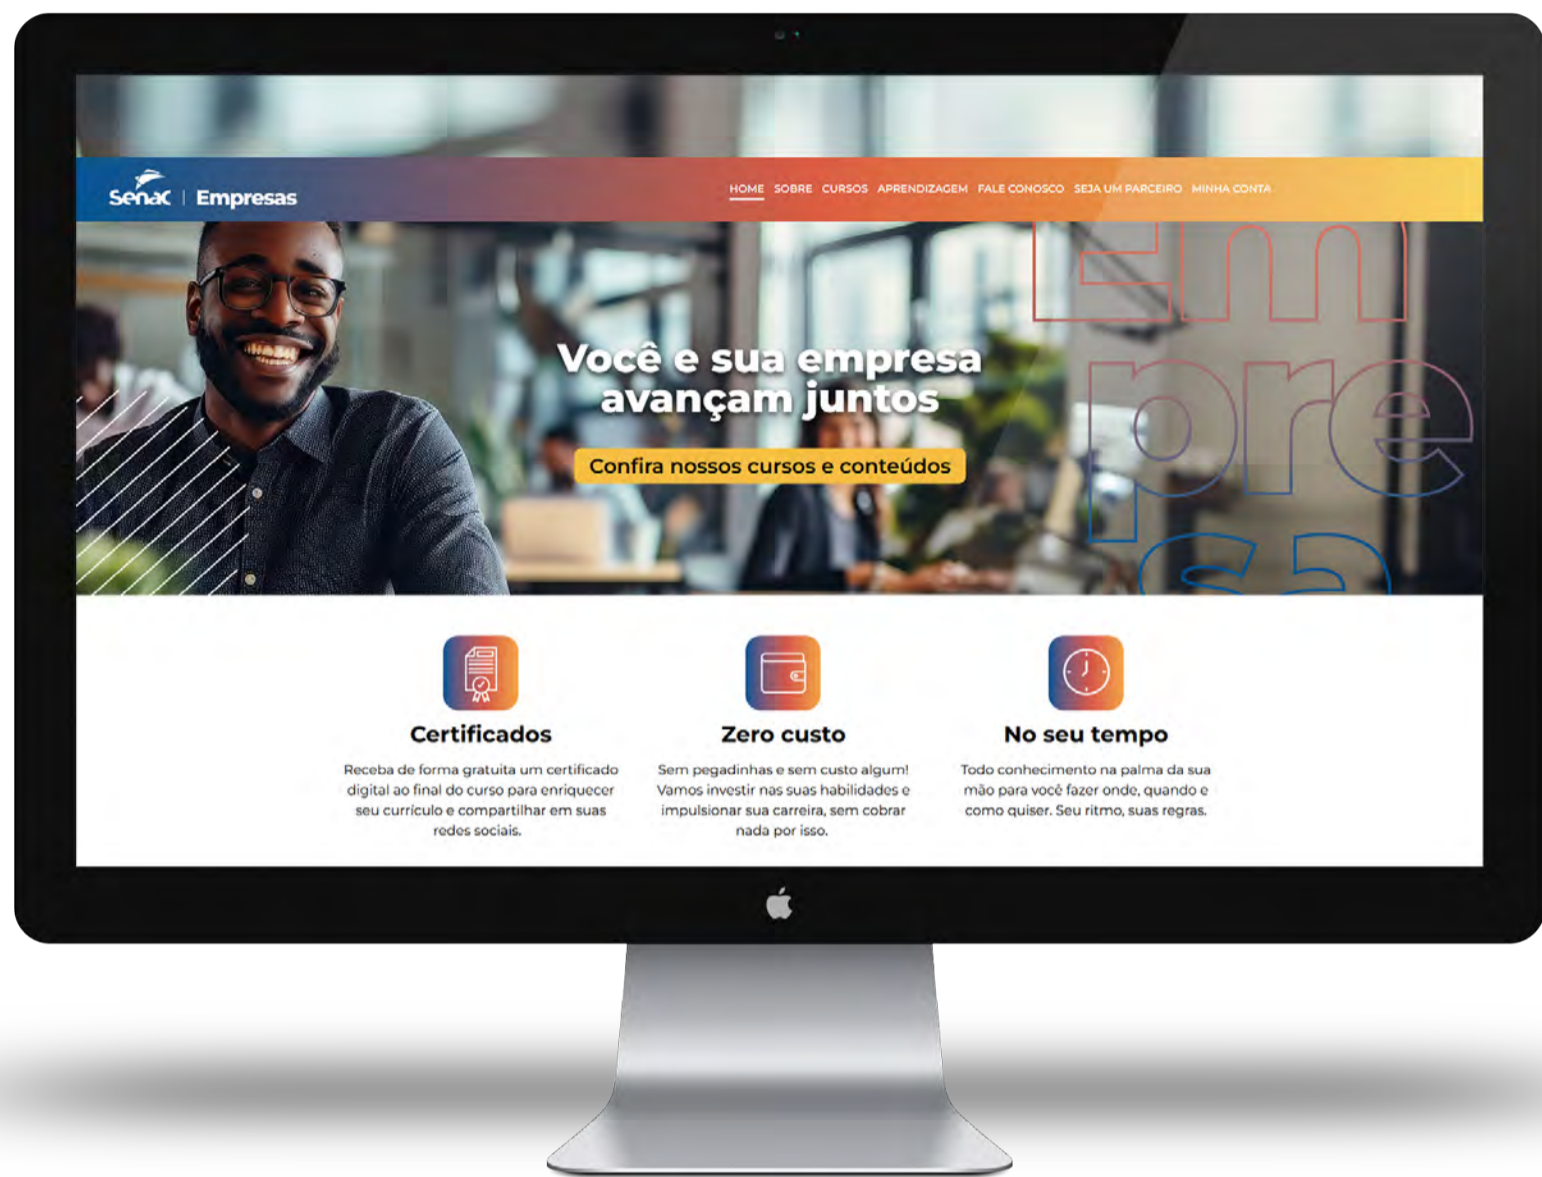 Senac | Empresas
HOME SOBRE CURSOS APRENDIZAGEM FALE CONOSCO SEJA UM PARCEIRO MINHA CONTA
Você e sua empresa
avançam juntos
Confira nossos cursos e conteúdos
Em
pre
sa
Certificados
Receba de forma gratuita um certificado
digital ao final do curso para enriquecer
seu currículo e compartilhar em suas
redes sociais.
Zero custo
Sem pegadinhas e sem custo algum!
Vamos investir nas suas habilidades e
impulsionar sua carreira, sem cobrar
nada por isso.
No seu tempo
Todo conhecimento na palma da sua
mão para você fazer onde, quando e
como quiser. Seu ritmo, suas regras.